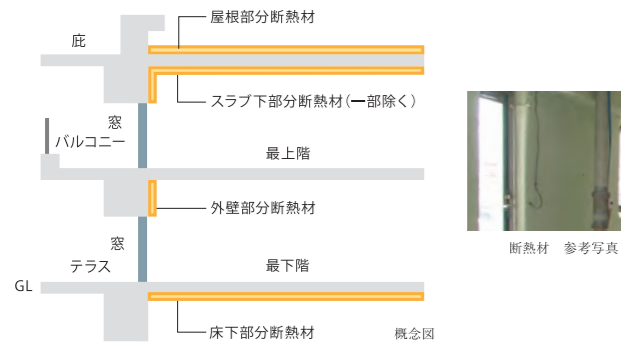 屋根部分断熱材
庇
スラブ下部分断熱材（一部除く）
窓
バルコニー
最上階
外壁部分断熱材
断熱材　参考写真
窓
テラス
最下階
GL
床下部分断熱材
概念図